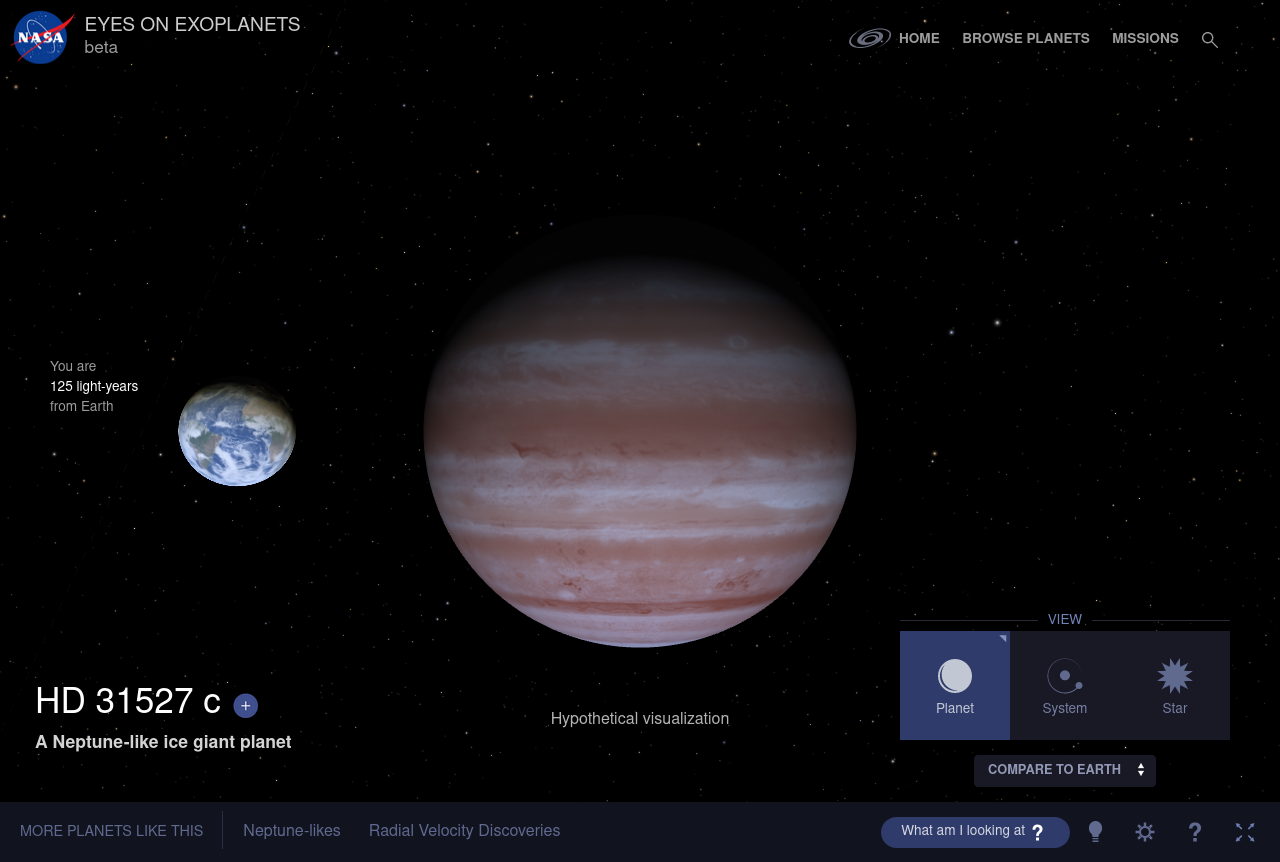 NASA
EYES ON EXOPLANETS
beta
HOME
BROWSE PLANETS
MISSIONS
You are
125 light-years
from Earth
VIEW
Planet
System
Star
HD 31527 c +
A Neptune-like ice giant planet
Hypothetical visualization
COMPARE TO EARTH
MORE PLANETS LIKE THIS
Neptune-likes
Radial Velocity Discoveries
What am I looking at ?
?